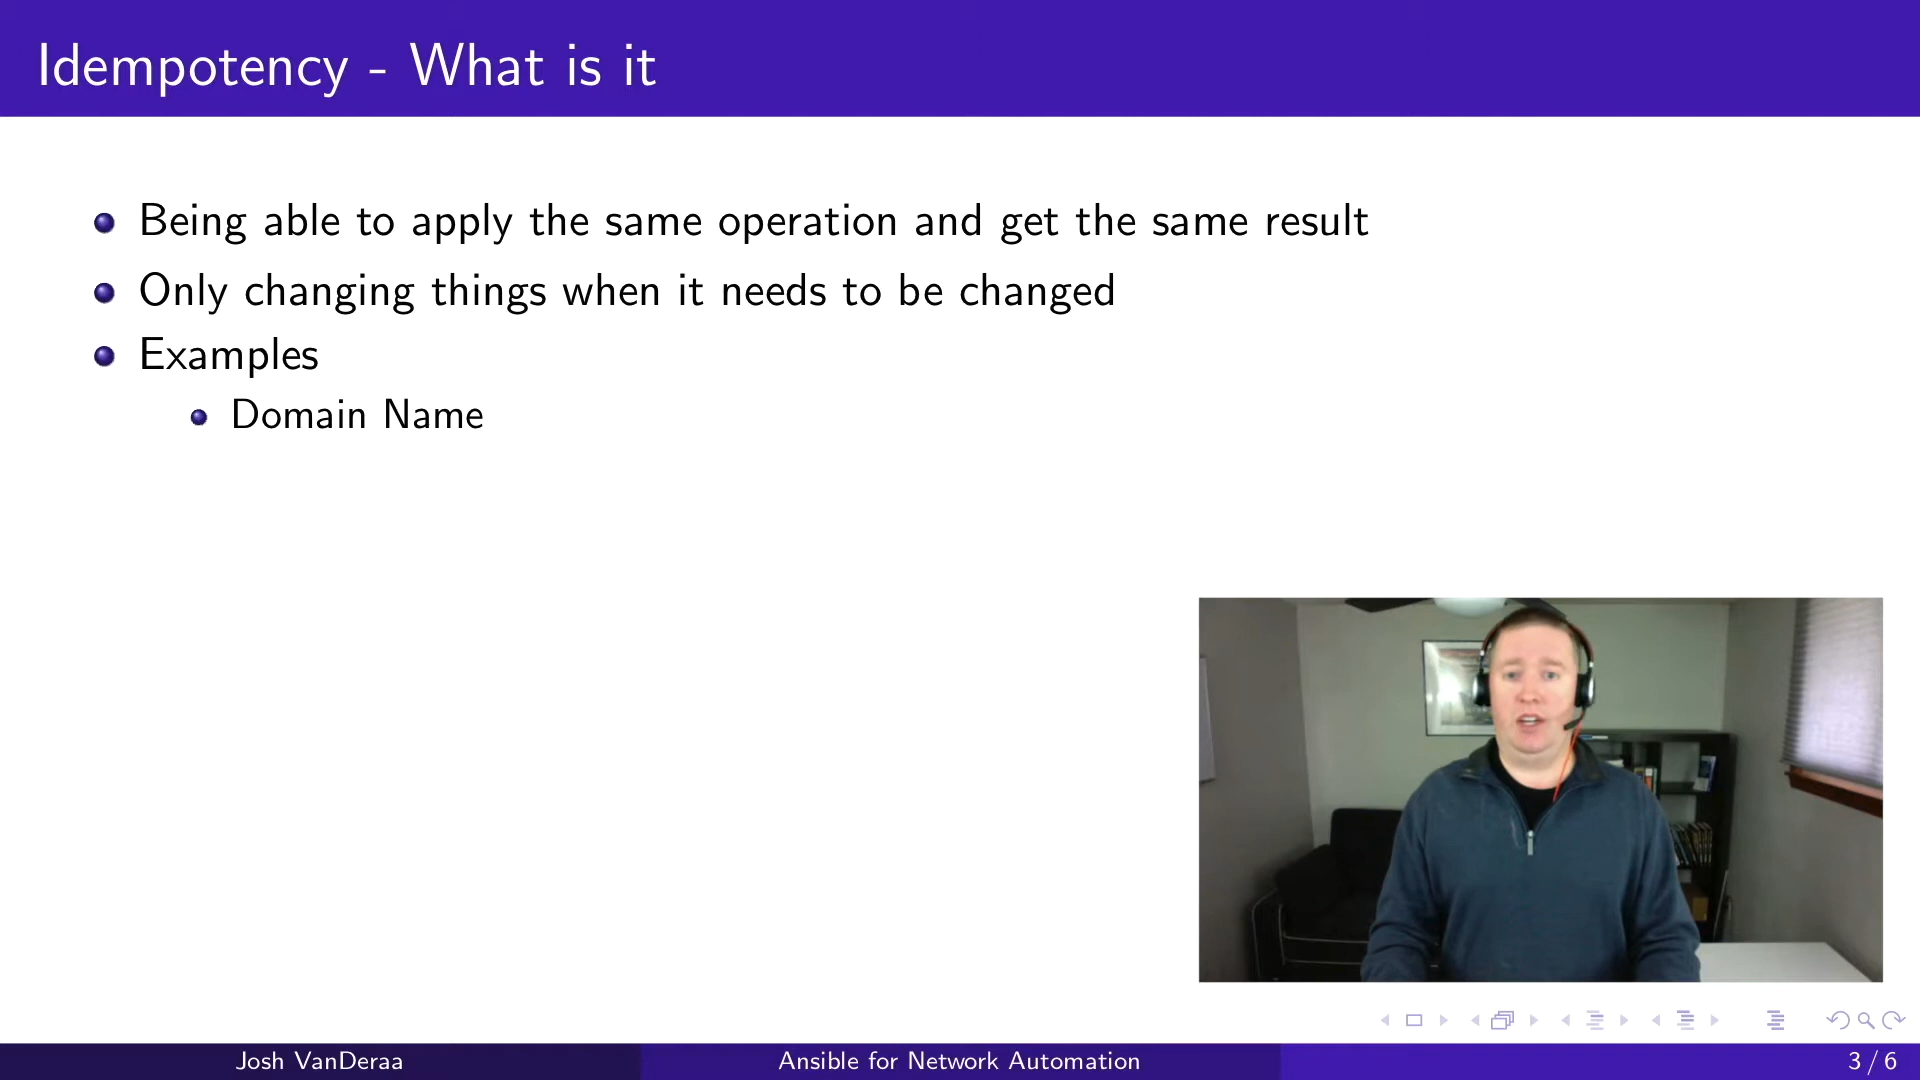 Idempotency - What is it
Being able to apply the same operation and get the same result
Only changing things when it needs to be changed
Examples
Domain Name
Josh VanDeraa
Ansible for Network Automation
3 / 6